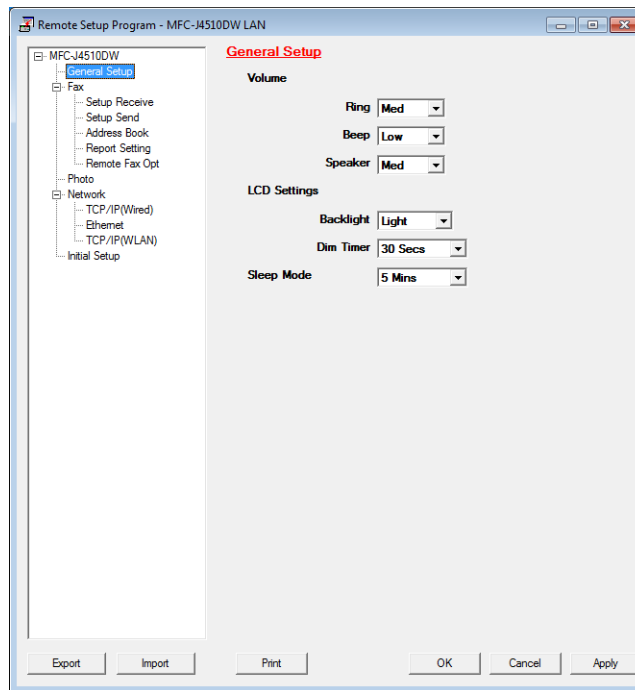 Remote Setup Program - MFC-J4510DW LAN
MFC-J4510DW
General Setup
Fax
Setup Receive
Setup Send
Address Book
Report Setting
Remote Fax Opt
Photo
Network
TCP/IP(Wired)
Ethernet
TCP/IP(WLAN)
Initial Setup
General Setup
Volume
Ring Med
Beep Low
Speaker Med
LCD Settings
Backlight Light
Dim Timer 30 Secs
Sleep Mode 5 Mins
Export Import Print OK Cancel Apply